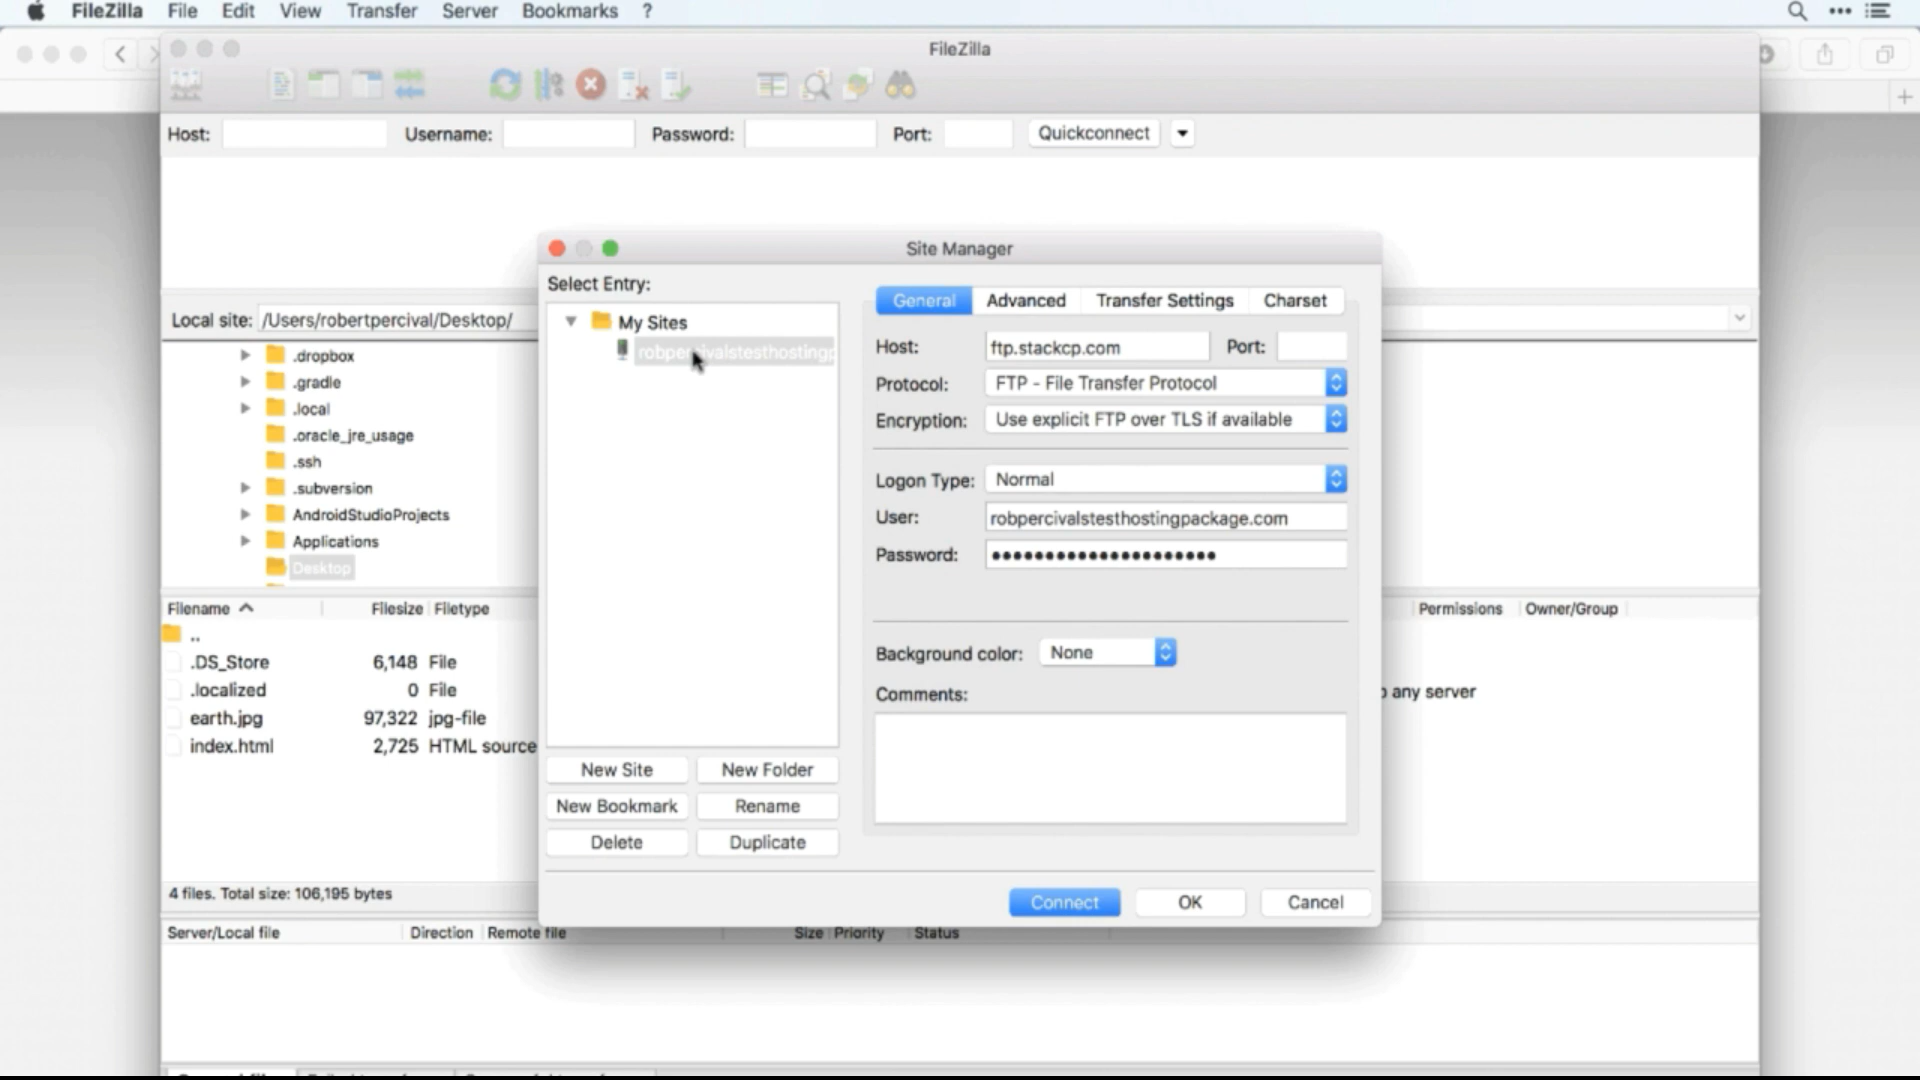 FileZilla File Edit View Transfer Server Bookmarks ?
FileZilla
Host: Username: Password: Port: Quickconnect
Site Manager
Select Entry:
My Sites
robpercivalstesthostingp
General Advanced Transfer Settings Charset
Host: ftp.stackcp.com Port:
Protocol: FTP - File Transfer Protocol
Encryption: Use explicit FTP over TLS if available
Logon Type: Normal
User: robpercivalstesthostingpackage.com
Password: ●●●●●●●●●●●●●●●●●●●●●
Background color: None
Comments:
New Site New Folder
New Bookmark Rename
Delete Duplicate
Connect OK Cancel
Local site: /Users/robertpercival/Desktop/
.dropbox
.gradle
.local
.oracle_jre_usage
.ssh
.subversion
AndroidStudioProjects
Applications
Desktop
Filename Filesize Filetype
..
.DS_Store 6,148 File
.localized 0 File
earth.jpg 97,322 jpg-file
index.html 2,725 HTML source
4 files. Total size: 106,195 bytes
Permissions Owner/Group
any server
Server/Local file Direction Remote file Size Priority Status